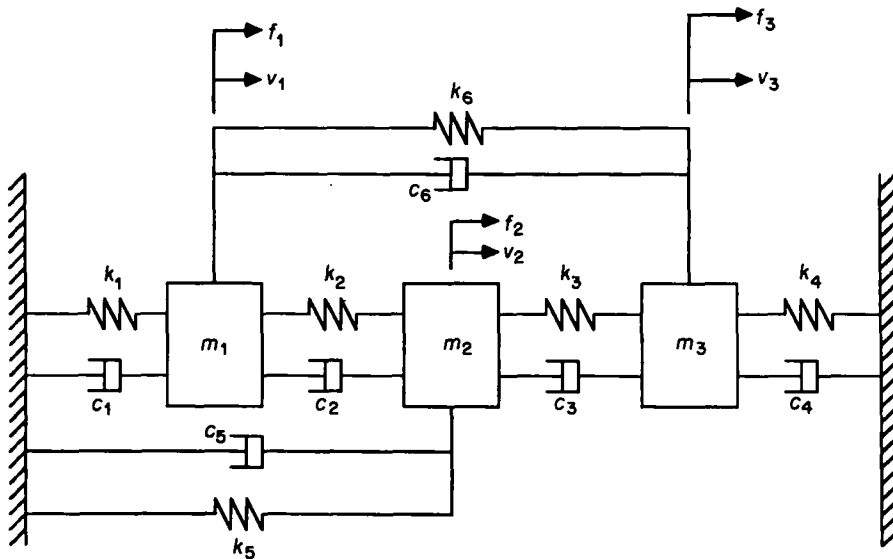 f₁
v₁
f₃
v₃
k₆
c₆
f₂
v₂
k₁
k₂
k₃
k₄
m₁
m₂
m₃
c₁
c₂
c₃
c₄
c₅
k₅